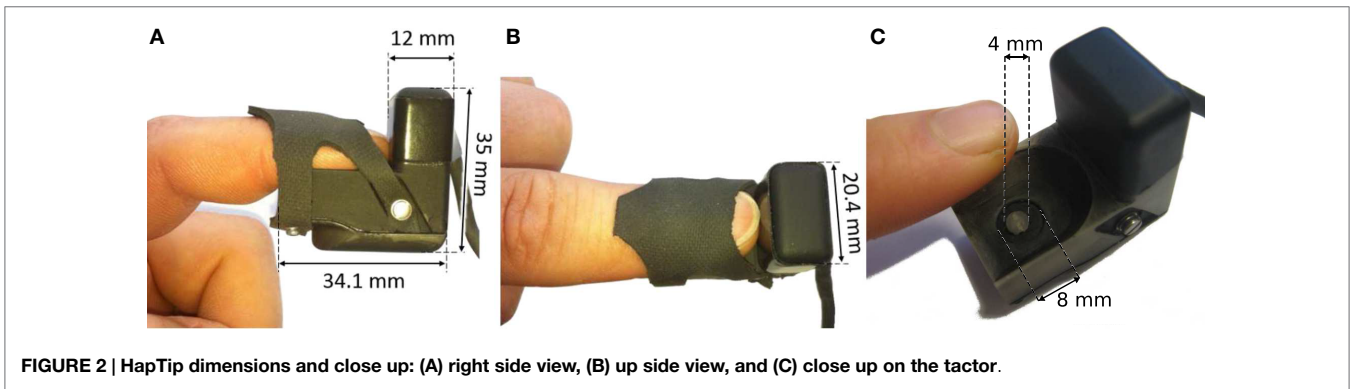 A
12 mm
35 mm
34.1 mm
B
20.4 mm
C
4 mm
8 mm
FIGURE 2 | HapTip dimensions and close up: (A) right side view, (B) up side view, and (C) close up on the tactor.